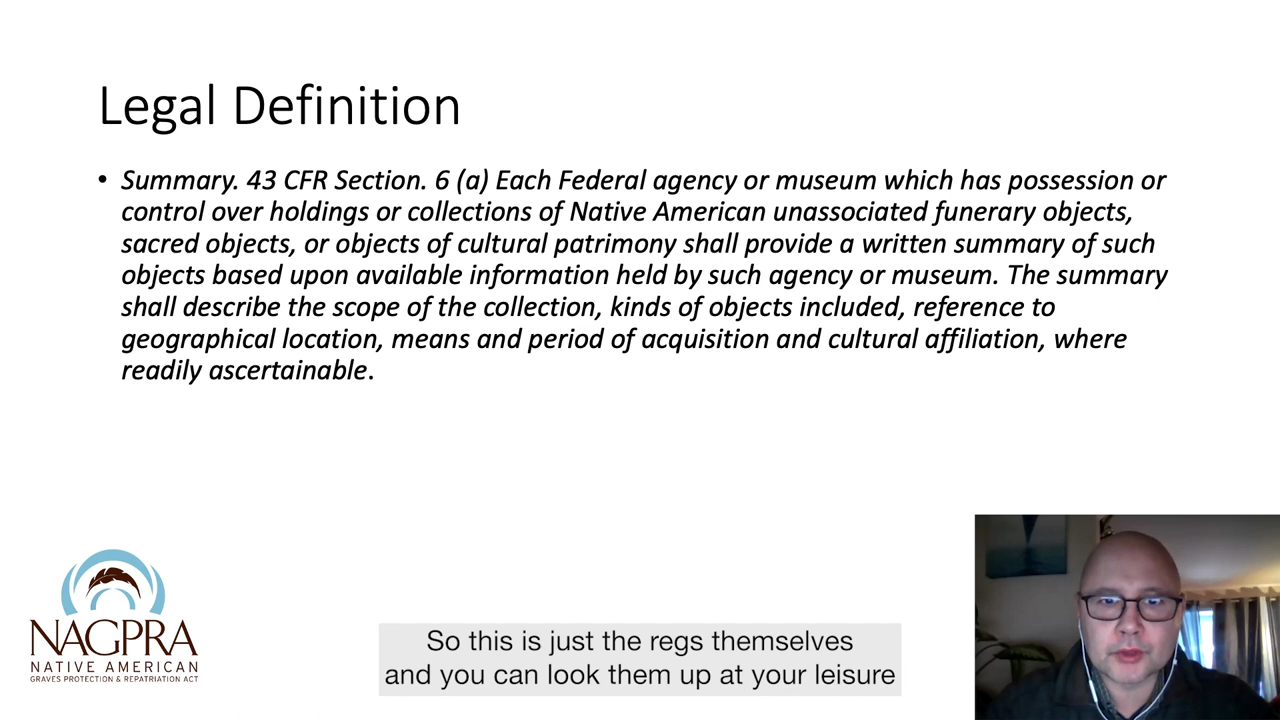 Legal Definition
• Summary. 43 CFR Section. 6 (a) Each Federal agency or museum which has possession or
control over holdings or collections of Native American unassociated funerary objects,
sacred objects, or objects of cultural patrimony shall provide a written summary of such
objects based upon available information held by such agency or museum. The summary
shall describe the scope of the collection, kinds of objects included, reference to
geographical location, means and period of acquisition and cultural affiliation, where
readily ascertainable.
NAGPRA
NATIVE AMERICAN
GRAVES PROTECTION & REPATRIATION ACT
So this is just the regs themselves
and you can look them up at your leisure